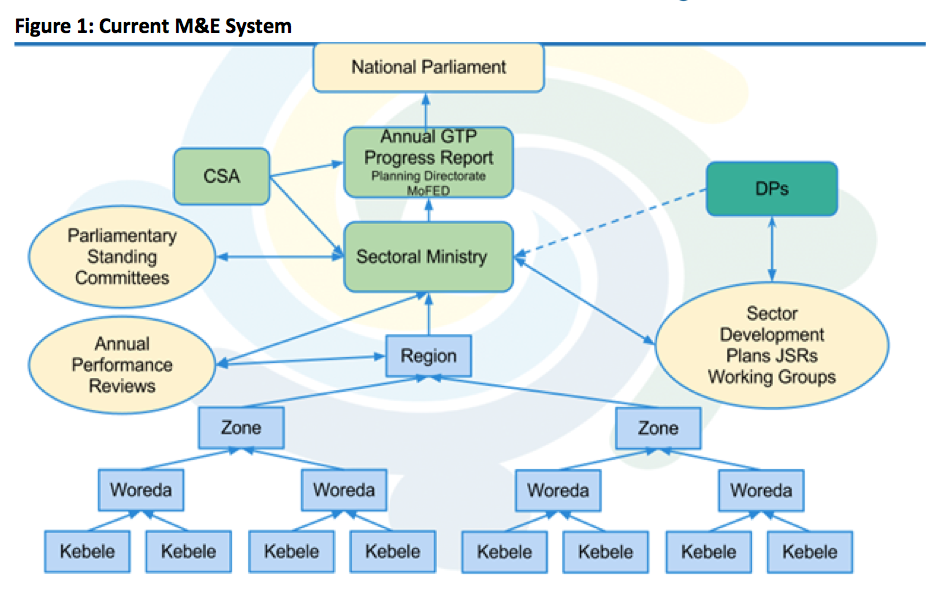 Figure 1: Current M&E System
National Parliament
Annual GTP
Progress Report
Planning Directorate
MoFED
CSA
DPs
Parliamentary
Standing
Committees
Sectoral Ministry
Sector
Development
Plans JSRs
Working Groups
Annual
Performance
Reviews
Region
Zone
Zone
Woreda
Woreda
Woreda
Woreda
Kebele
Kebele
Kebele
Kebele
Kebele
Kebele
Kebele
Kebele